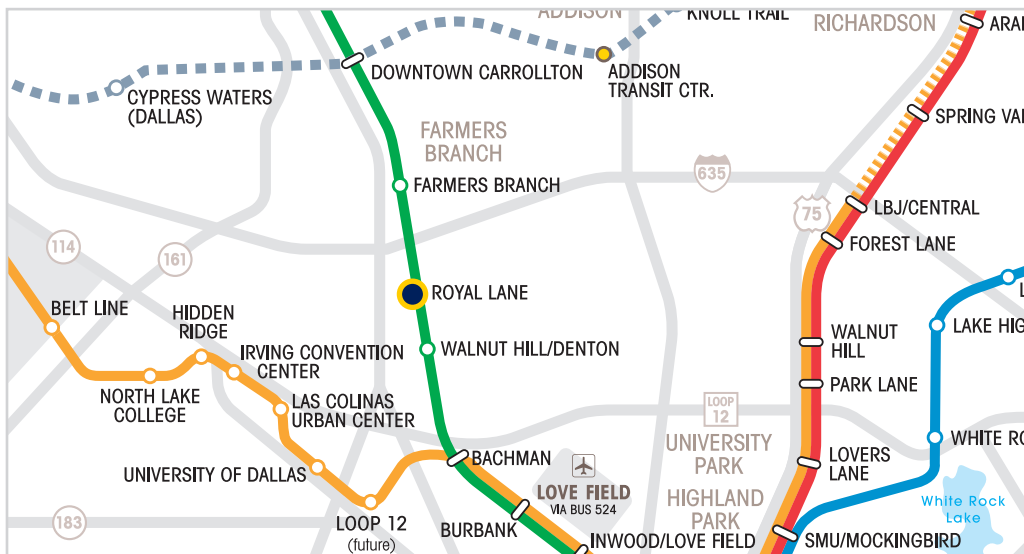 ADDISON
KNOLL TRAIL
RICHARDSON
DOWNTOWN CARROLLTON
ADDISON
TRANSIT CTR.
CYPRESS WATERS
(DALLAS)
SPRING
FARMERS
BRANCH
635
FARMERS BRANCH
75
LBJ/CENTRAL
FOREST LANE
114
161
ROYAL LANE
BELT LINE
HIDDEN
RIDGE
WALNUT HILL/DENTON
WALNUT
HILL
LAKE
IRVING CONVENTION
CENTER
PARK LANE
NORTH LAKE
COLLEGE
LAS COLINAS
URBAN CENTER
LOOP
12
UNIVERSITY
PARK
WHITE
BACHMAN
LOVERS
LANE
UNIVERSITY OF DALLAS
LOVE FIELD
VIA BUS 524
HIGHLAND
PARK
White Rock
Lake
183
LOOP 12
(future)
BURBANK
INWOOD/LOVE FIELD
SMU/MOCKINGBIRD